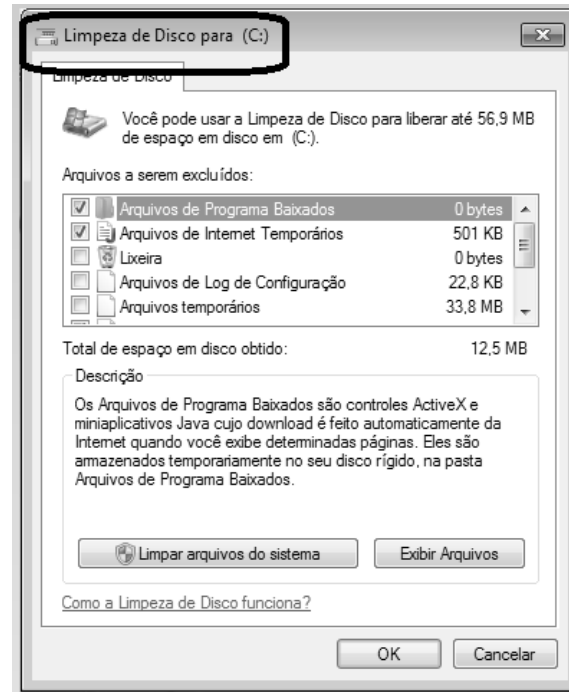 Limpeza de Disco para (C:)
Limpeza de Disco
Você pode usar a Limpeza de Disco para liberar até 56,9 MB
de espaço em disco em (C:).
Arquivos a serem excluídos:
Arquivos de Programa Baixados 0 bytes
Arquivos de Internet Temporários 501 KB
Lixeira 0 bytes
Arquivos de Log de Configuração 22,8 KB
Arquivos temporários 33,8 MB
Total de espaço em disco obtido: 12,5 MB
Descrição
Os Arquivos de Programa Baixados são controles ActiveX e
miniaplicativos Java cujo download é feito automaticamente da
Internet quando você exibe determinadas páginas. Eles são
armazenados temporariamente no seu disco rígido, na pasta
Arquivos de Programa Baixados.
Limpar arquivos do sistema Exibir Arquivos
Como a Limpeza de Disco funciona?
OK Cancelar